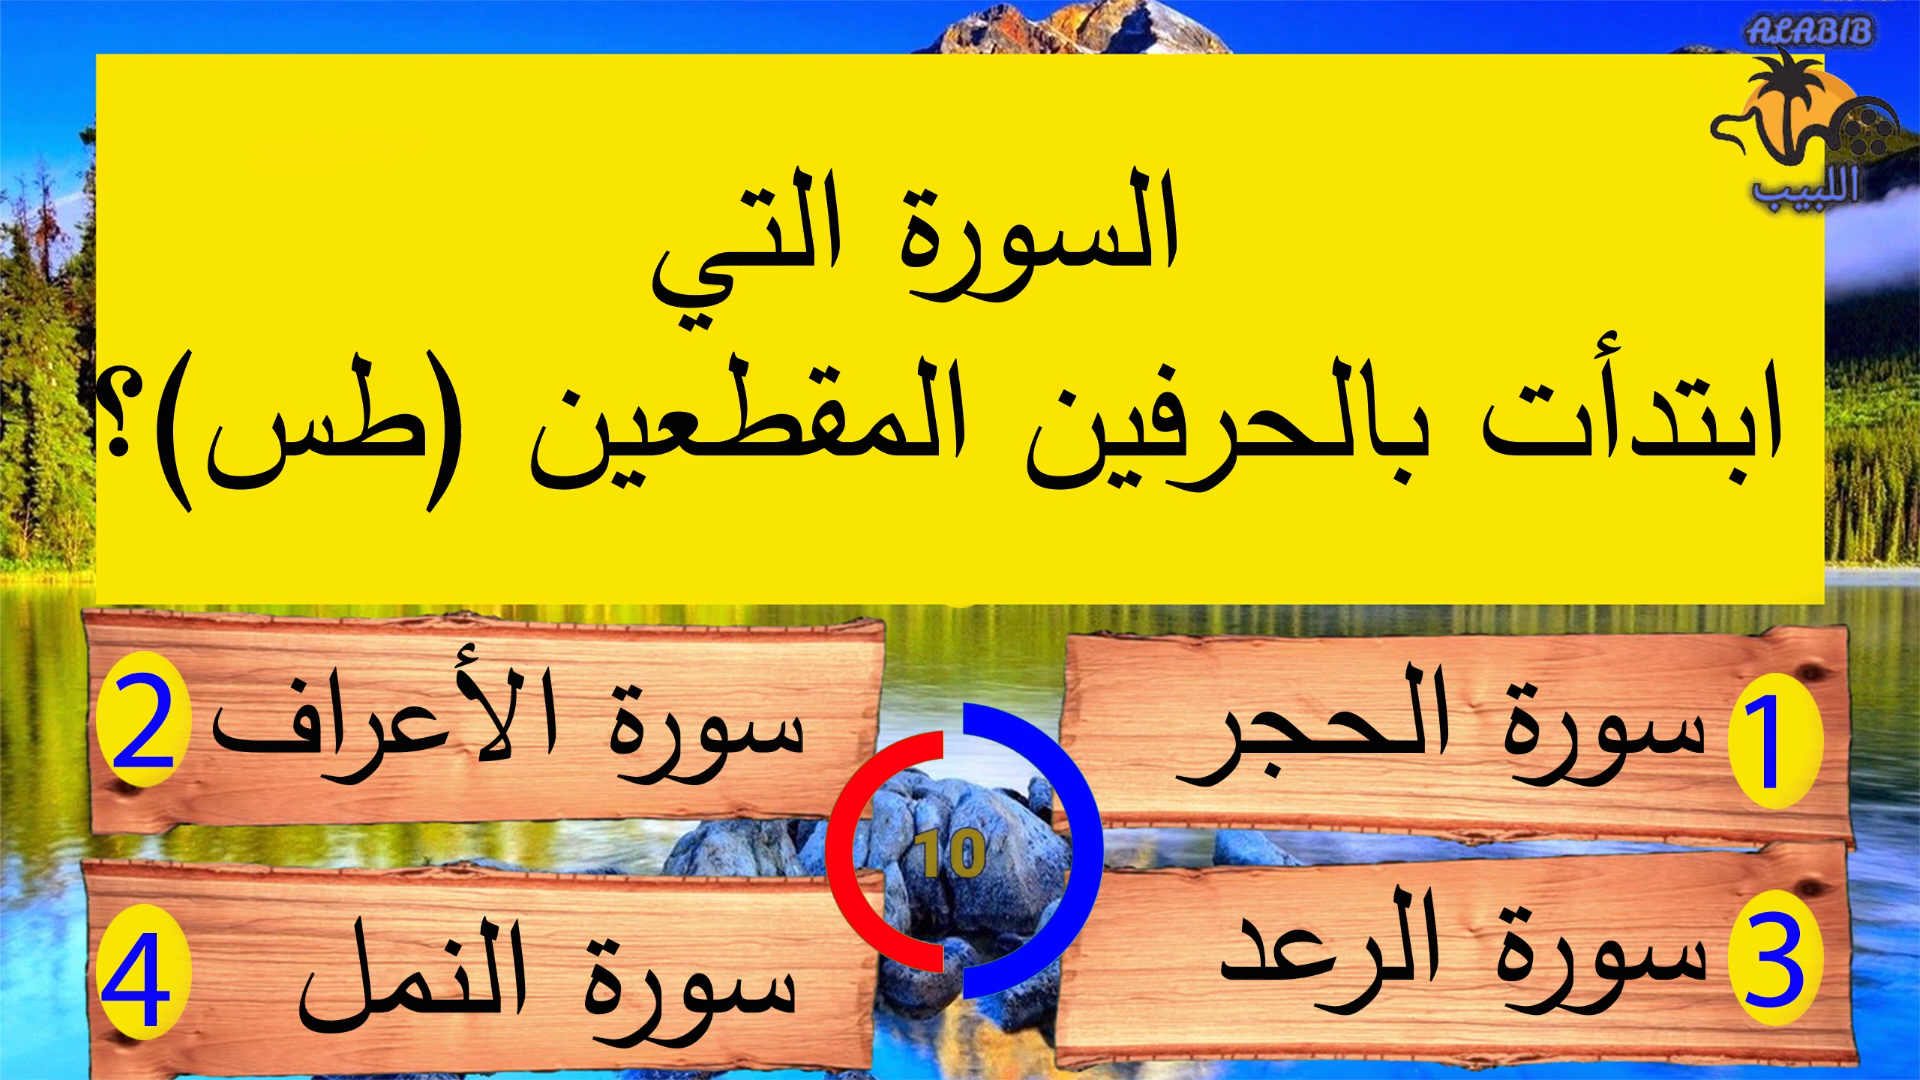 ALABIB
اللبيب
السورة التي
ابتدأت بالحرفين المقطعين (طس)؟
1 سورة الحجر
2 سورة الأعراف
10
3 سورة الرعد
4 سورة النمل